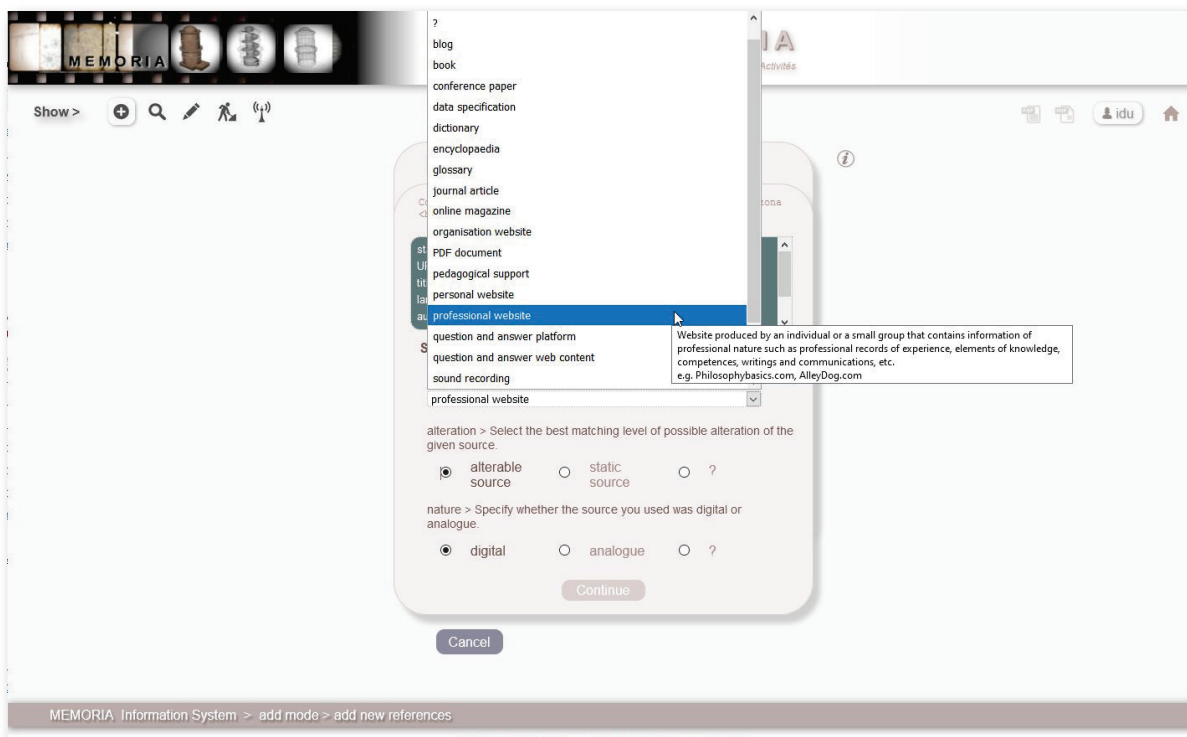 MEMORIA
I A
Activités
Show >
idu
?
blog
book
conference paper
data specification
dictionary
encyclopaedia
glossary
journal article
online magazine
organisation website
PDF document
pedagogical support
personal website
professional website
question and answer platform
question and answer web content
sound recording
Website produced by an individual or a small group that contains information of
professional nature such as professional records of experience, elements of knowledge,
competences, writings and communications, etc.
e.g. Philosophybasics.com, AlleyDog.com
professional website
alteration > Select the best matching level of possible alteration of the
given source.
alterable source
static source
?
nature > Specify whether the source you used was digital or
analogue.
digital
analogue
?
Continue
Cancel
MEMORIA Information System > add mode > add new references